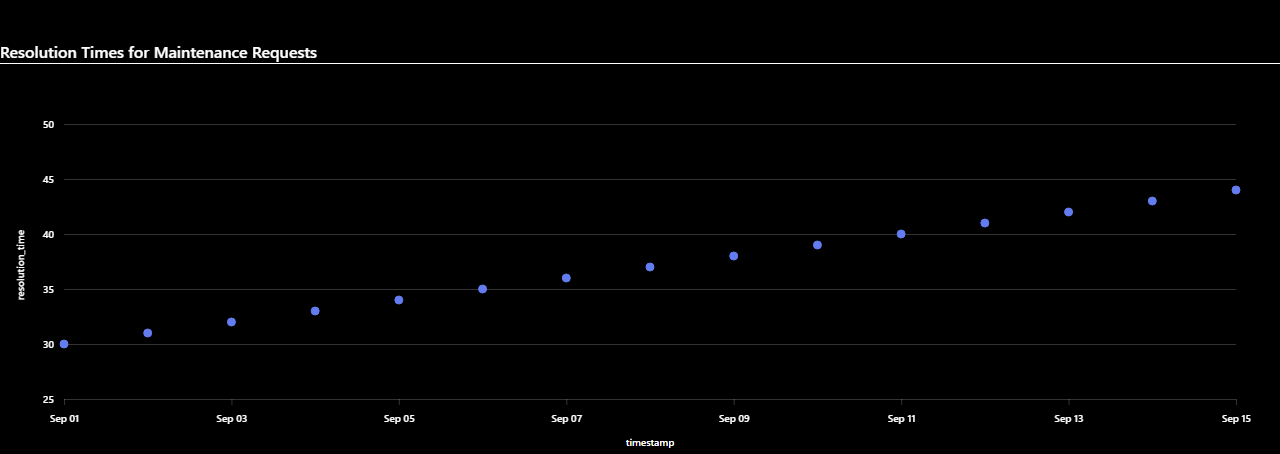 Resolution Times for Maintenance Requests
50
45
40
35
30
25
resolution_time
Sep 01 Sep 03 Sep 05 Sep 07 Sep 09 Sep 11 Sep 13 Sep 15
timestamp